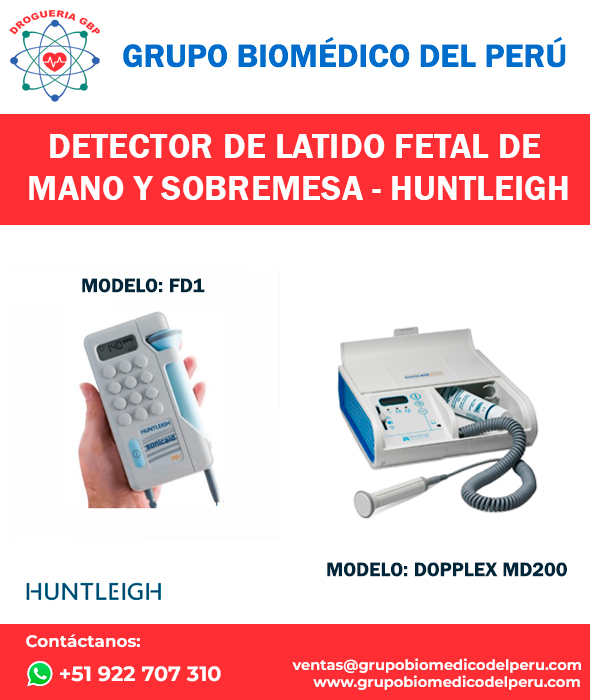 DROGUERIA GBP
GRUPO BIOMÉDICO DEL PERÚ
DETECTOR DE LATIDO FETAL DE
MANO Y SOBREMESA - HUNTLEIGH
MODELO: FD1
140
HUNTLEIGH
sonicaid
MODELO: DOPPLEX MD200
HUNTLEIGH
Contáctanos:
+51 922 707 310
ventas@grupobiomedicodelperu.com
www.grupobiomedicodelperu.com